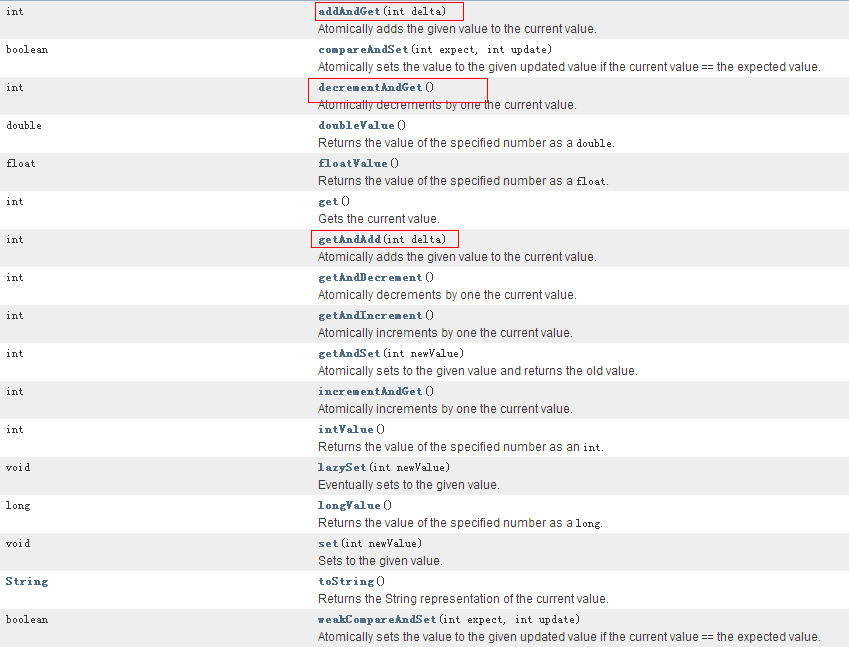 int addAndGet(int delta)
Atomically adds the given value to the current value.
boolean compareAndSet(int expect, int update)
Atomically sets the value to the given updated value if the current value == the expected value.
int decrementAndGet()
Atomically decrements by one the current value.
double doubleValue()
Returns the value of the specified number as a double.
float floatValue()
Returns the value of the specified number as a float.
int get()
Gets the current value.
int getAndAdd(int delta)
Atomically adds the given value to the current value.
int getAndDecrement()
Atomically decrements by one the current value.
int getAndIncrement()
Atomically increments by one the current value.
int getAndSet(int newValue)
Atomically sets to the given value and returns the old value.
int incrementAndGet()
Atomically increments by one the current value.
int intValue()
Returns the value of the specified number as an int.
void lazySet(int newValue)
Eventually sets to the given value.
long longValue()
Returns the value of the specified number as a long.
void set(int newValue)
Sets to the given value.
String toString()
Returns the String representation of the current value.
boolean weakCompareAndSet(int expect, int update)
Atomically sets the value to the given updated value if the current value == the expected value.